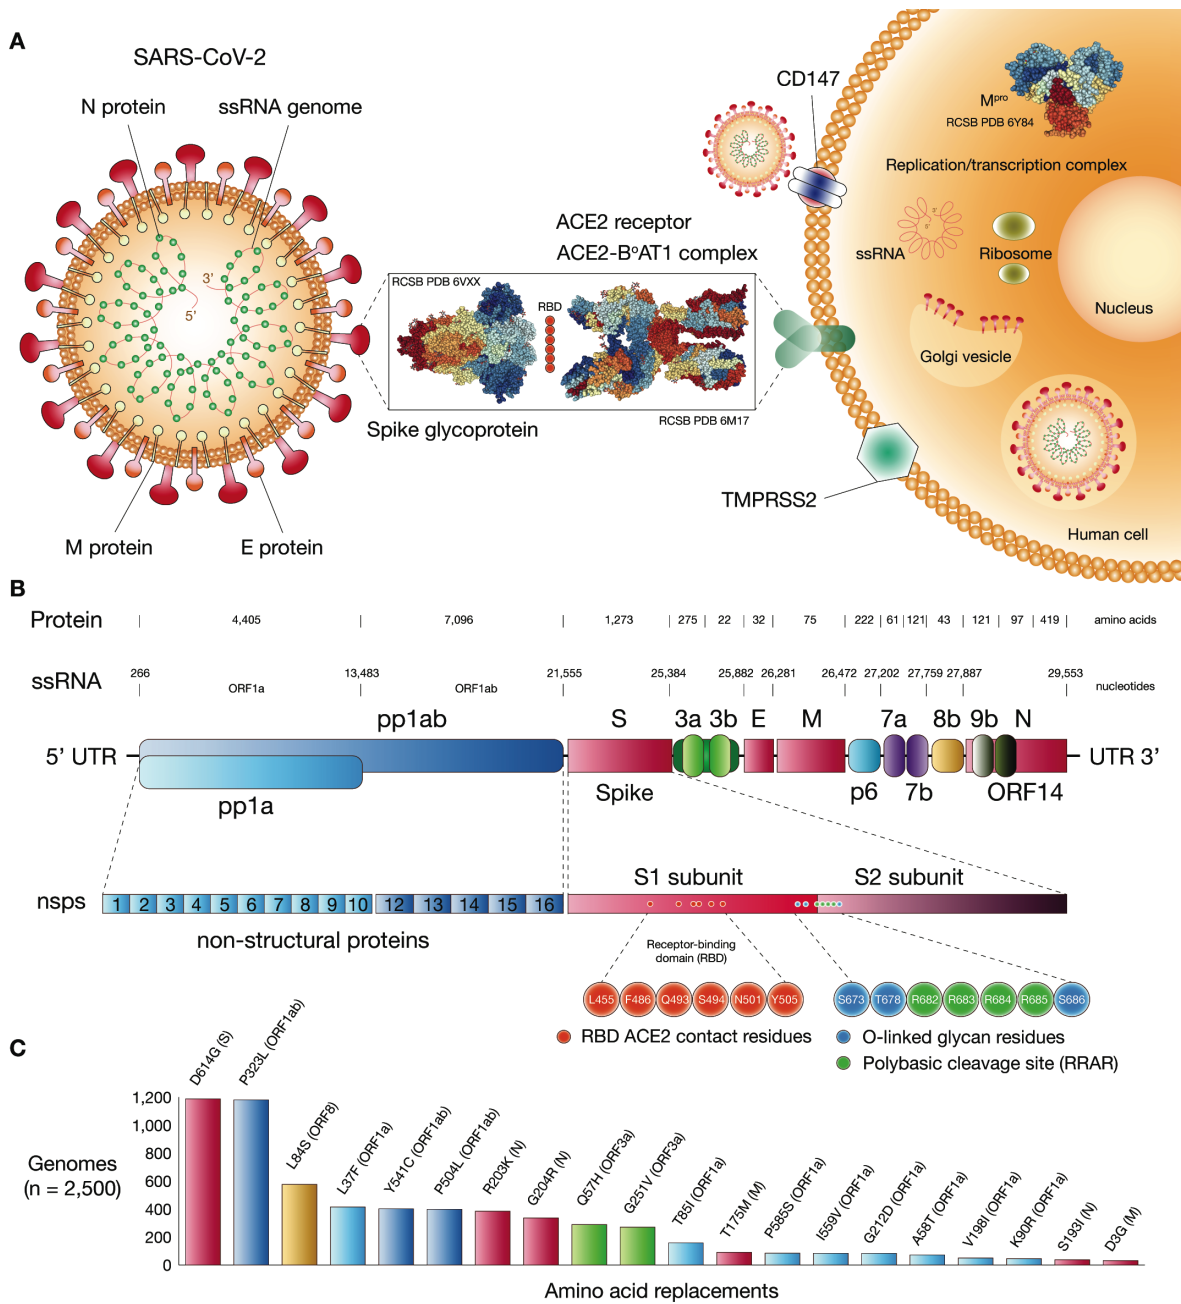 A
SARS-CoV-2
N protein
ssRNA genome
3’
5’
M protein
E protein
RCSB PDB 6VXX
RBD
RCSB PDB 6M17
Spike glycoprotein
ACE2 receptor
ACE2-B⁰AT1 complex
CD147
TMPRSS2
Mᵖʳᵒ
RCSB PDB 6Y84
Replication/transcription complex
3'
5'
ssRNA
Ribosome
Nucleus
Golgi vesicle
Human cell
B
Protein
4,405 7,096 1,273 275 22 32 75 222 61 121 43 121 97 419 amino acids
266 13,483 21,555 25,384 25,882 26,281 26,472 27,202 27,759 27,887 29,553
ssRNA ORF1a ORF1ab nucleotides
pp1ab S 3a 3b E M 7a 8b 9b N
5’ UTR UTR 3’
pp1a Spike p6 7b ORF14
S1 subunit S2 subunit
nsps 1 2 3 4 5 6 7 8 9 10 12 13 14 15 16
non-structural proteins
Receptor-binding
domain (RBD)
L455 F486 Q493 S494 N501 Y505
S673 T678 R682 R683 R684 R685 S686
RBD ACE2 contact residues
O-linked glycan residues
Polybasic cleavage site (RRAR)
C
D614G (S)
P323L (ORF1ab)
L84S (ORF8)
L37F (ORF1a)
Y541C (ORF1ab)
P504L (ORF1ab)
R203K (N)
G204R (N)
Q57H (ORF3a)
G251V (ORF3a)
T85I (ORF1a)
T175M (M)
P585S (ORF1a)
I559V (ORF1a)
G212D (ORF1a)
A58T (ORF1a)
V198I (ORF1a)
K90R (ORF1a)
S193I (N)
D3G (M)
1,200
1,000
800
600
400
200
0
Genomes
(n = 2,500)
Amino acid replacements